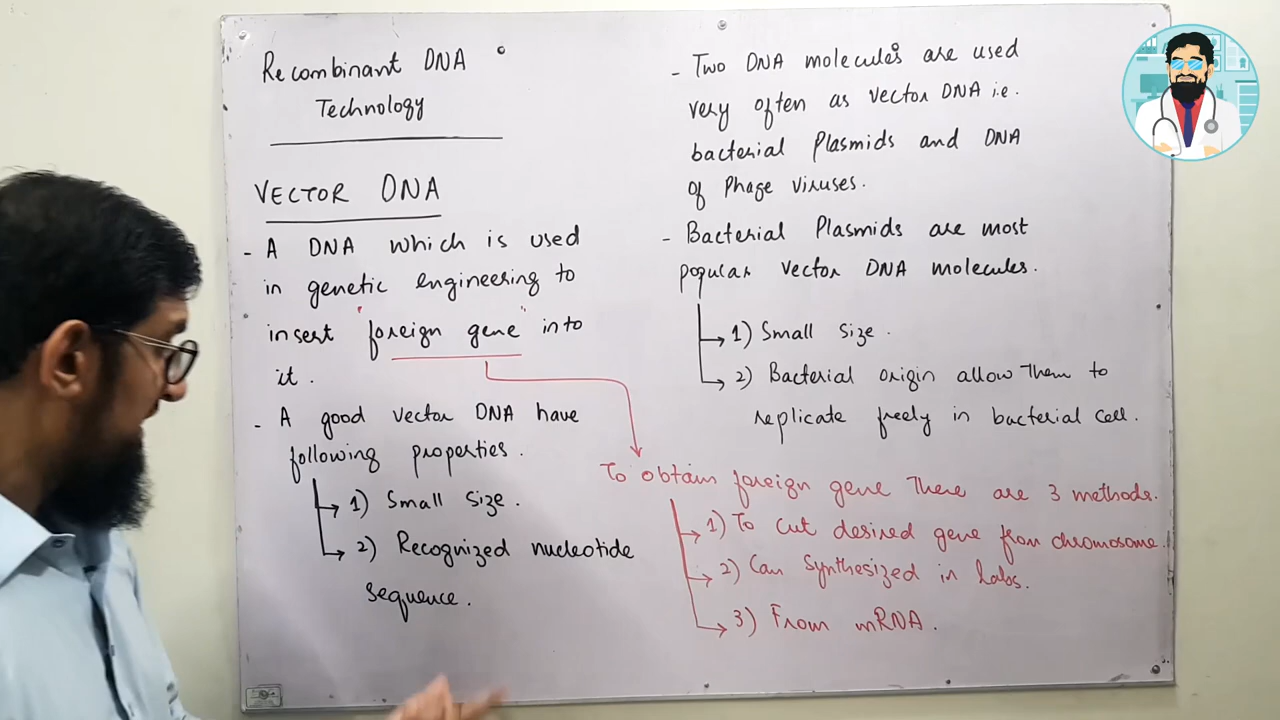 Recombinant DNA
Technology
VECTOR DNA
- A DNA which is used
in genetic engineering to
insert "foreign gene" into
it.
- A good vector DNA have
following properties.
1) Small size.
2) Recognized nucleotide
sequence.
- Two DNA molecules are used
very often as vector DNA i.e.
bacterial Plasmids and DNA
of Phage viruses.
- Bacterial Plasmids are most
popular vector DNA molecules.
1) Small size.
2) Bacterial origin allow them to
replicate freely in bacterial cell.
To obtain foreign gene There are 3 methods.
1) To cut desired gene from chromosome.
2) Can Synthesized in labs.
3) From mRNA.